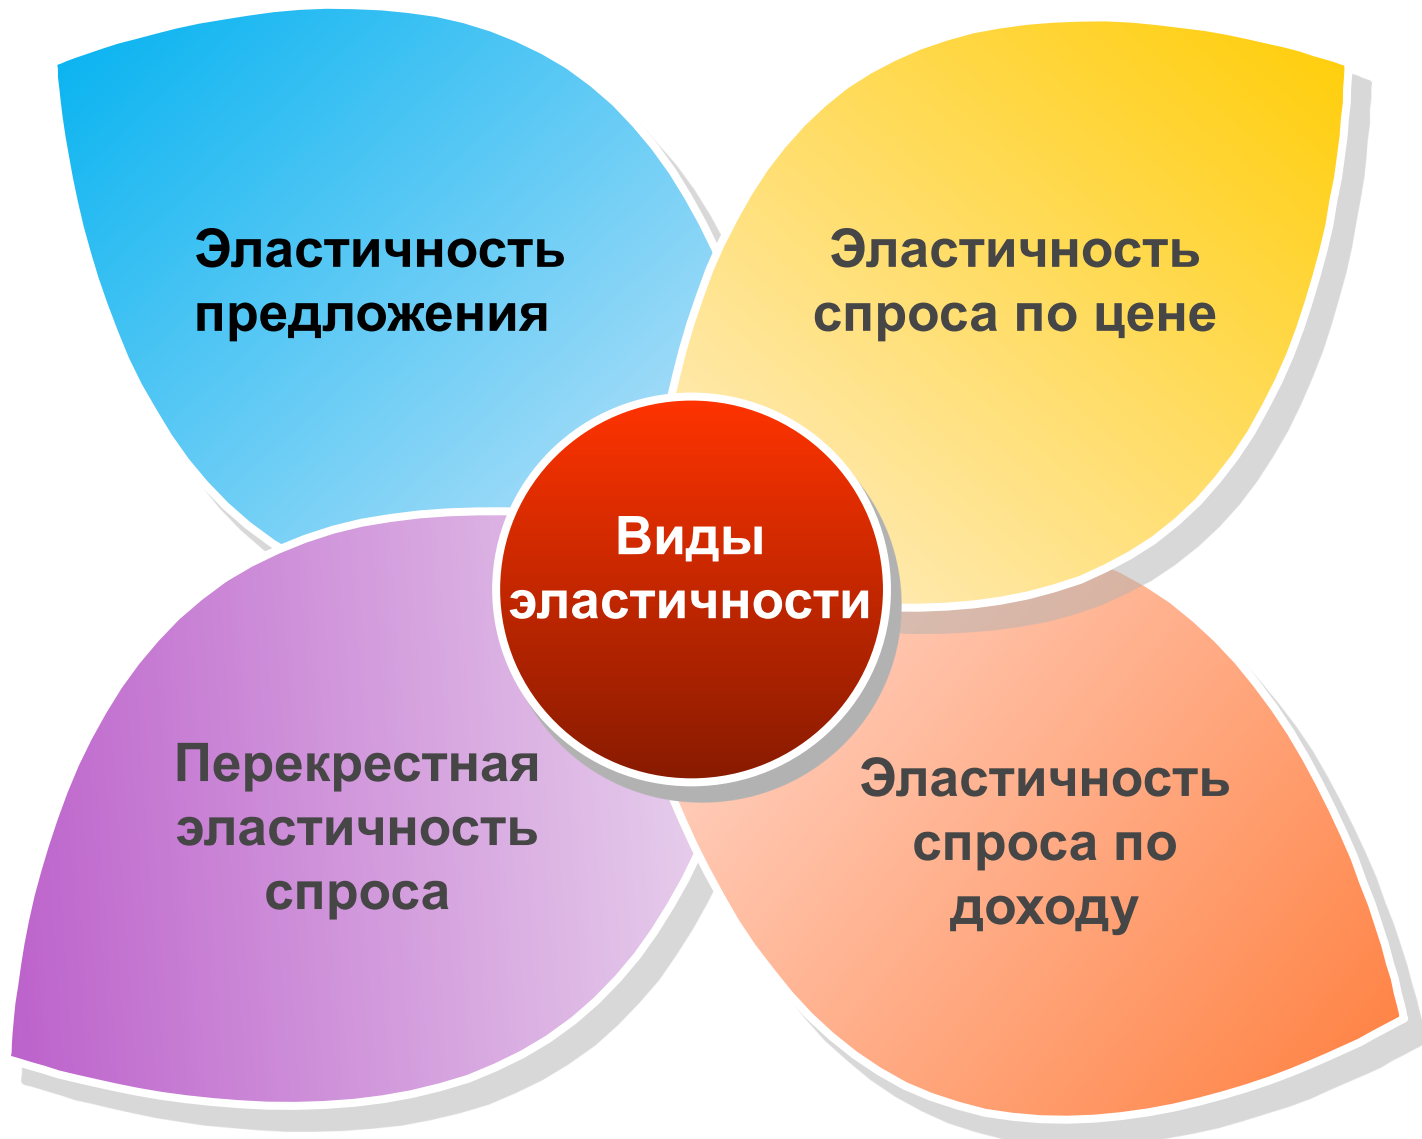 Эластичность
предложения
Эластичность
спроса по цене
Виды
эластичности
Перекрестная
эластичность
спроса
Эластичность
спроса по
доходу